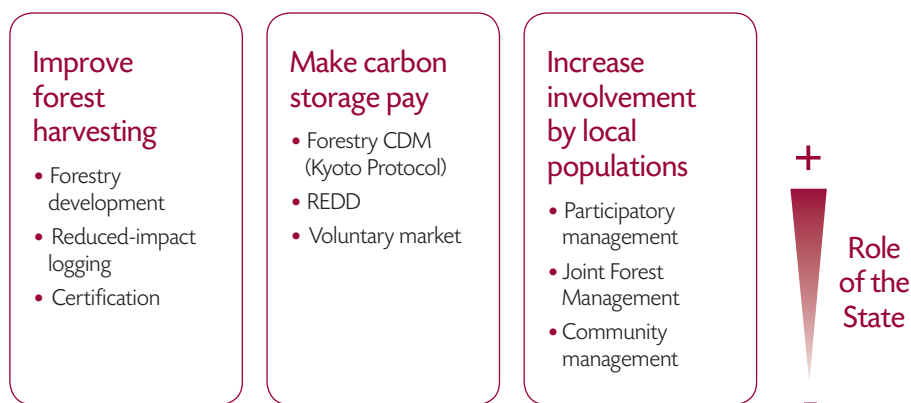 Improve
forest
harvesting
• Forestry
development
• Reduced-impact
logging
• Certification
Make carbon
storage pay
• Forestry CDM
(Kyoto Protocol)
• REDD
• Voluntary market
Increase
involvement
by local
populations
• Participatory
management
• Joint Forest
Management
• Community
management
+
Role
of the
State
–